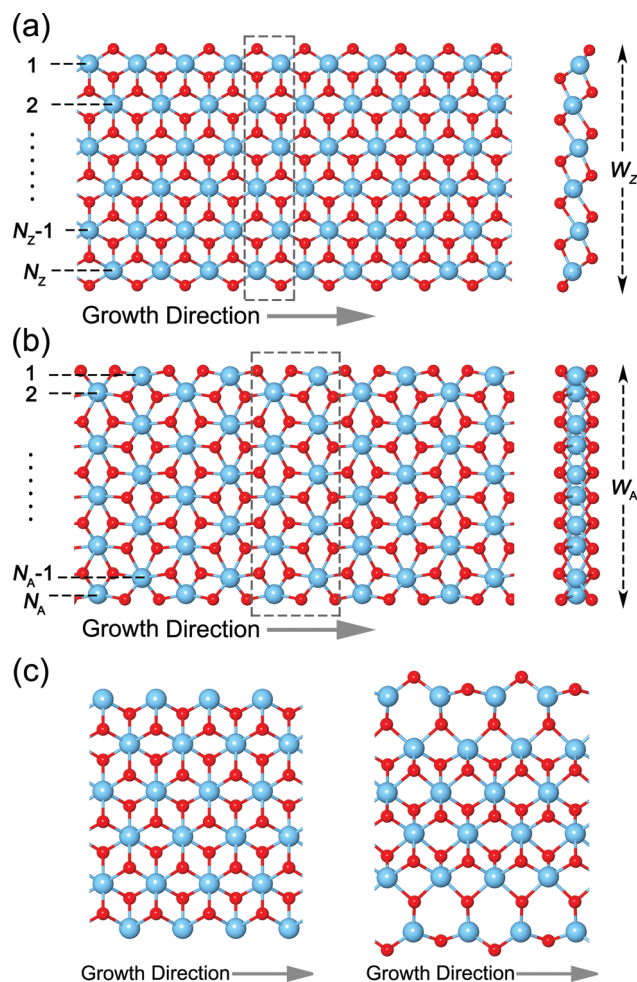 (a)
1
2
N_Z-1
N_Z
W_Z
Growth Direction
(b)
1
2
N_A-1
N_A
W_A
Growth Direction
(c)
Growth Direction Growth Direction